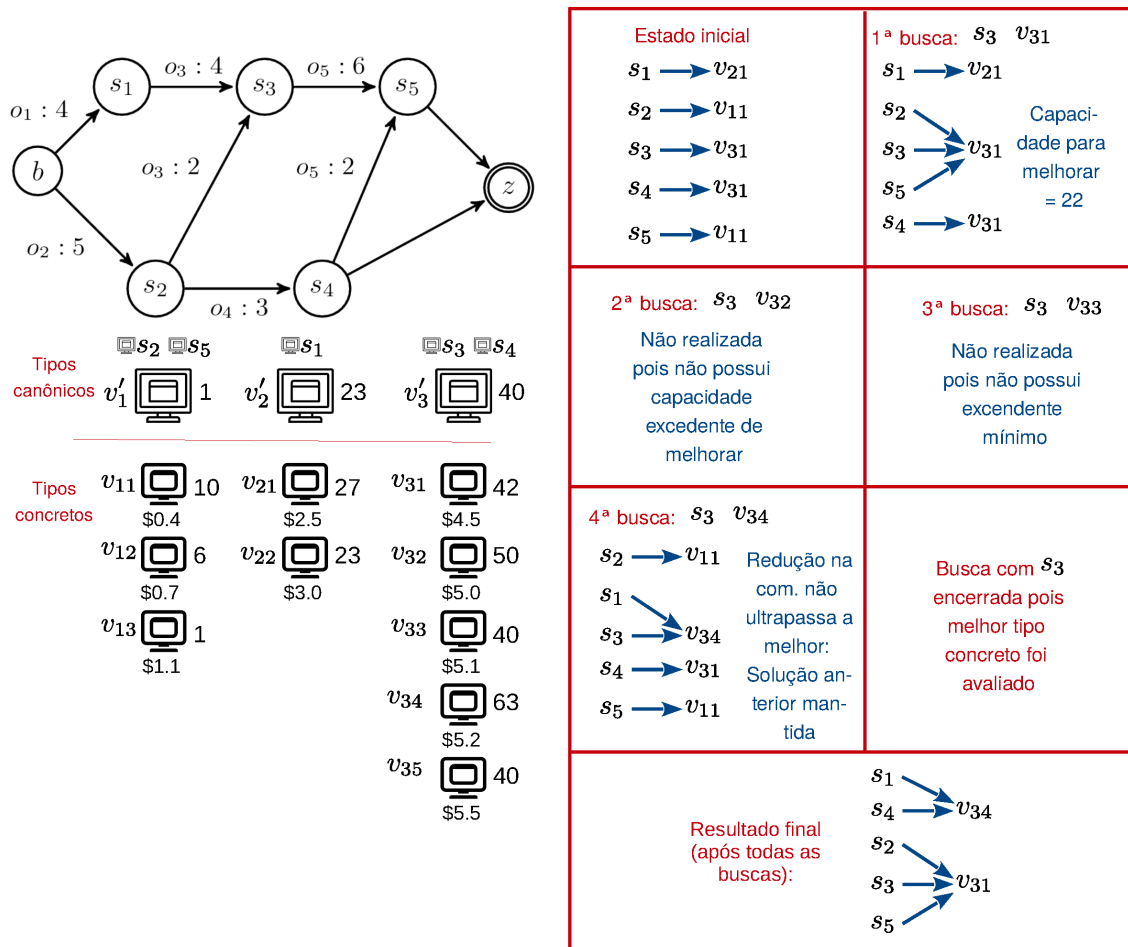 o₁ : 4
o₃ : 4
o₅ : 6
s₁
s₃
s₅
b
o₃ : 2
o₅ : 2
z
o₂ : 5
s₂
s₄
o₄ : 3
Tipos
canônicos
s₂ s₅
s₁
s₃ s₄
v′₁ 1
v′₂ 23
v′₃ 40
Tipos
concretos
v₁₁ 10
$0.4
v₂₁ 27
$2.5
v₃₁ 42
$4.5
v₁₂ 6
$0.7
v₂₂ 23
$3.0
v₃₂ 50
$5.0
v₁₃ 1
$1.1
v₃₃ 40
$5.1
v₃₄ 63
$5.2
v₃₅ 40
$5.5
Estado inicial
s₁ v₂₁
s₂ v₁₁
s₃ v₃₁
s₄ v₃₁
s₅ v₁₁
1ª busca: s₃ v₃₁
s₁ v₂₁
s₂
s₃ v₃₁
s₅
s₄ v₃₁
Capaci-
dade para
melhorar
= 22
2ª busca: s₃ v₃₂
Não realizada
pois não possui
capacidade
excedente de
melhorar
3ª busca: s₃ v₃₃
Não realizada
pois não possui
excendente
mínimo
4ª busca: s₃ v₃₄
s₂ v₁₁
s₁
s₃ v₃₄
s₄ v₃₁
s₅ v₁₁
Redução na
com. não
ultrapassa a
melhor:
Solução an-
terior man-
tida
Busca com s₃
encerrada pois
melhor tipo
concreto foi
avaliado
Resultado final
(após todas as
buscas):
s₁
s₄ v₃₄
s₂
s₃ v₃₁
s₅